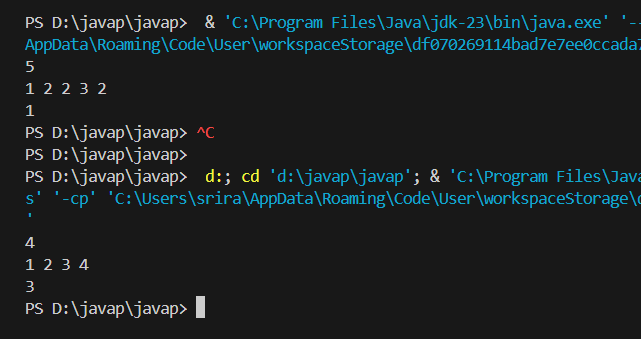 PS D:\javap\javap>  & 'C:\Program Files\Java\jdk-23\bin\java.exe' '--
AppData\Roaming\Code\User\workspaceStorage\df070269114bad7e7ee0ccada7
5
1 2 2 3 2
1
PS D:\javap\javap> ^C
PS D:\javap\javap>
PS D:\javap\javap>  d:; cd 'd:\javap\javap'; & 'C:\Program Files\Java
s' '-cp' 'C:\Users\srira\AppData\Roaming\Code\User\workspaceStorage\d
'
4
1 2 3 4
3
PS D:\javap\javap>